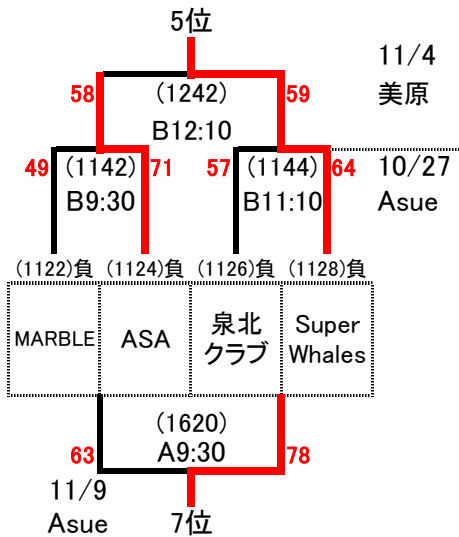 5位
11/4
58 (1242) 59
美原
B12:10
49 (1142) 71 57 (1144) 64 10/27
B9:30 B11:10 Asue
(1122)負 (1124)負 (1126)負 (1128)負
MARBLE ASA 泉北 Super
クラブ Whales
(1620)
63 A9:30 78
11/9
Asue 7位